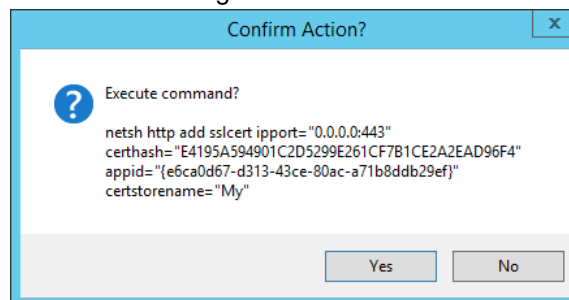 Confirm Action?
x
Execute command?
netsh http add sslcert ipport="0.0.0.0:443"
certhash="E4195A594901C2D5299E261CF7B1CE2A2EAD96F4"
appid="{e6ca0d67-d313-43ce-80ac-a71b8ddb29ef}"
certstorename="My"
Yes
No